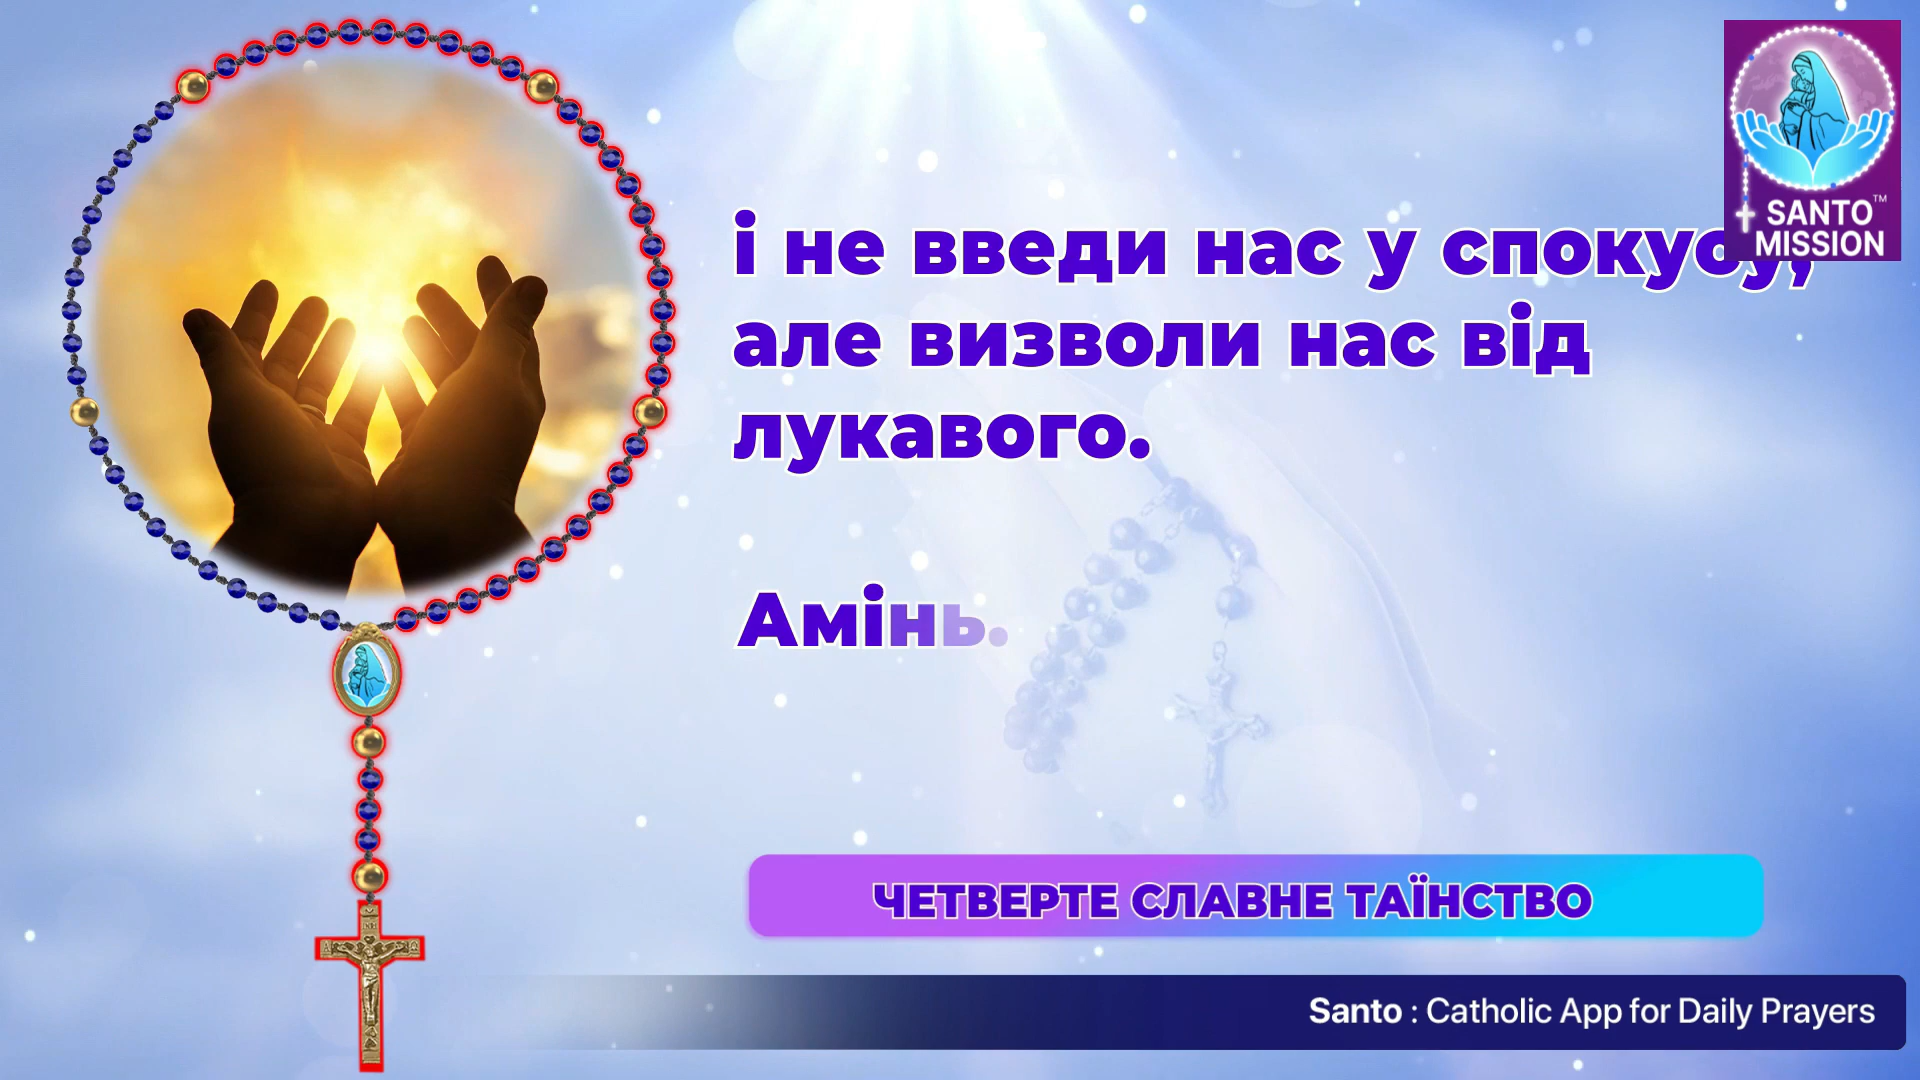 SANTO™
MISSION
і не введи нас у спокусу,
але визволи нас від
лукавого.
Амінь.
ЧЕТВЕРТЕ СЛАВНЕ ТАЇНСТВО
Santo : Catholic App for Daily Prayers